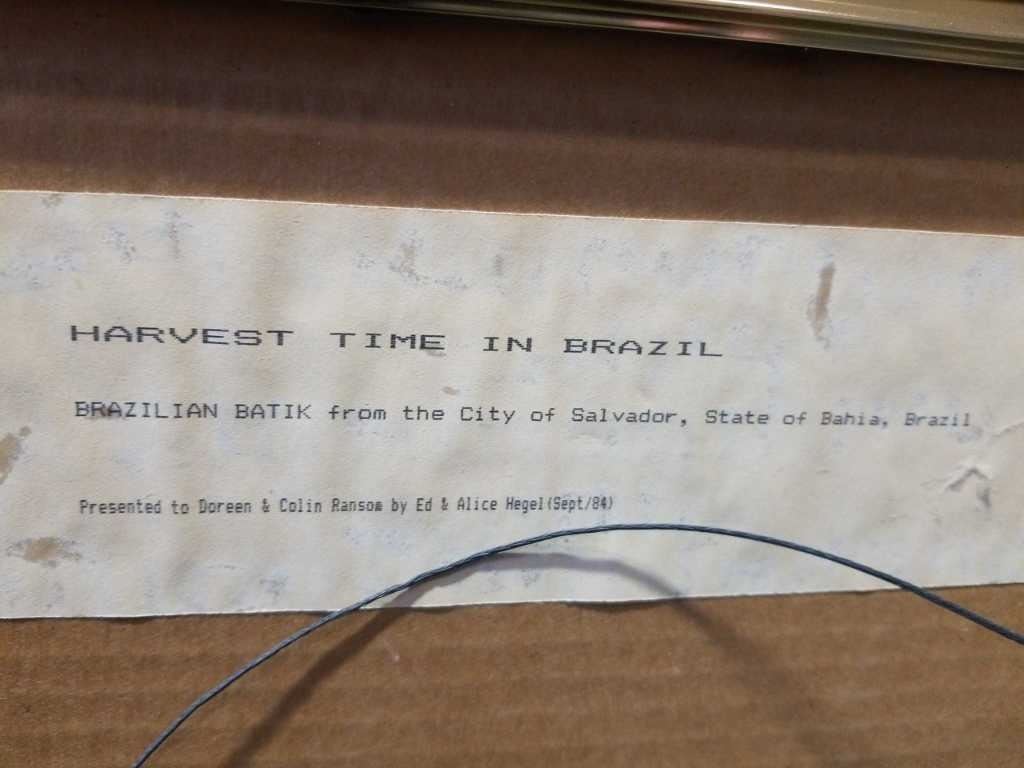 HARVEST TIME IN BRAZIL
BRAZILIAN BATIK from the City of Salvador, State of Bahia, Brazil
Presented to Doreen & Colin Ransom by Ed & Alice Hegel(Sept/84)